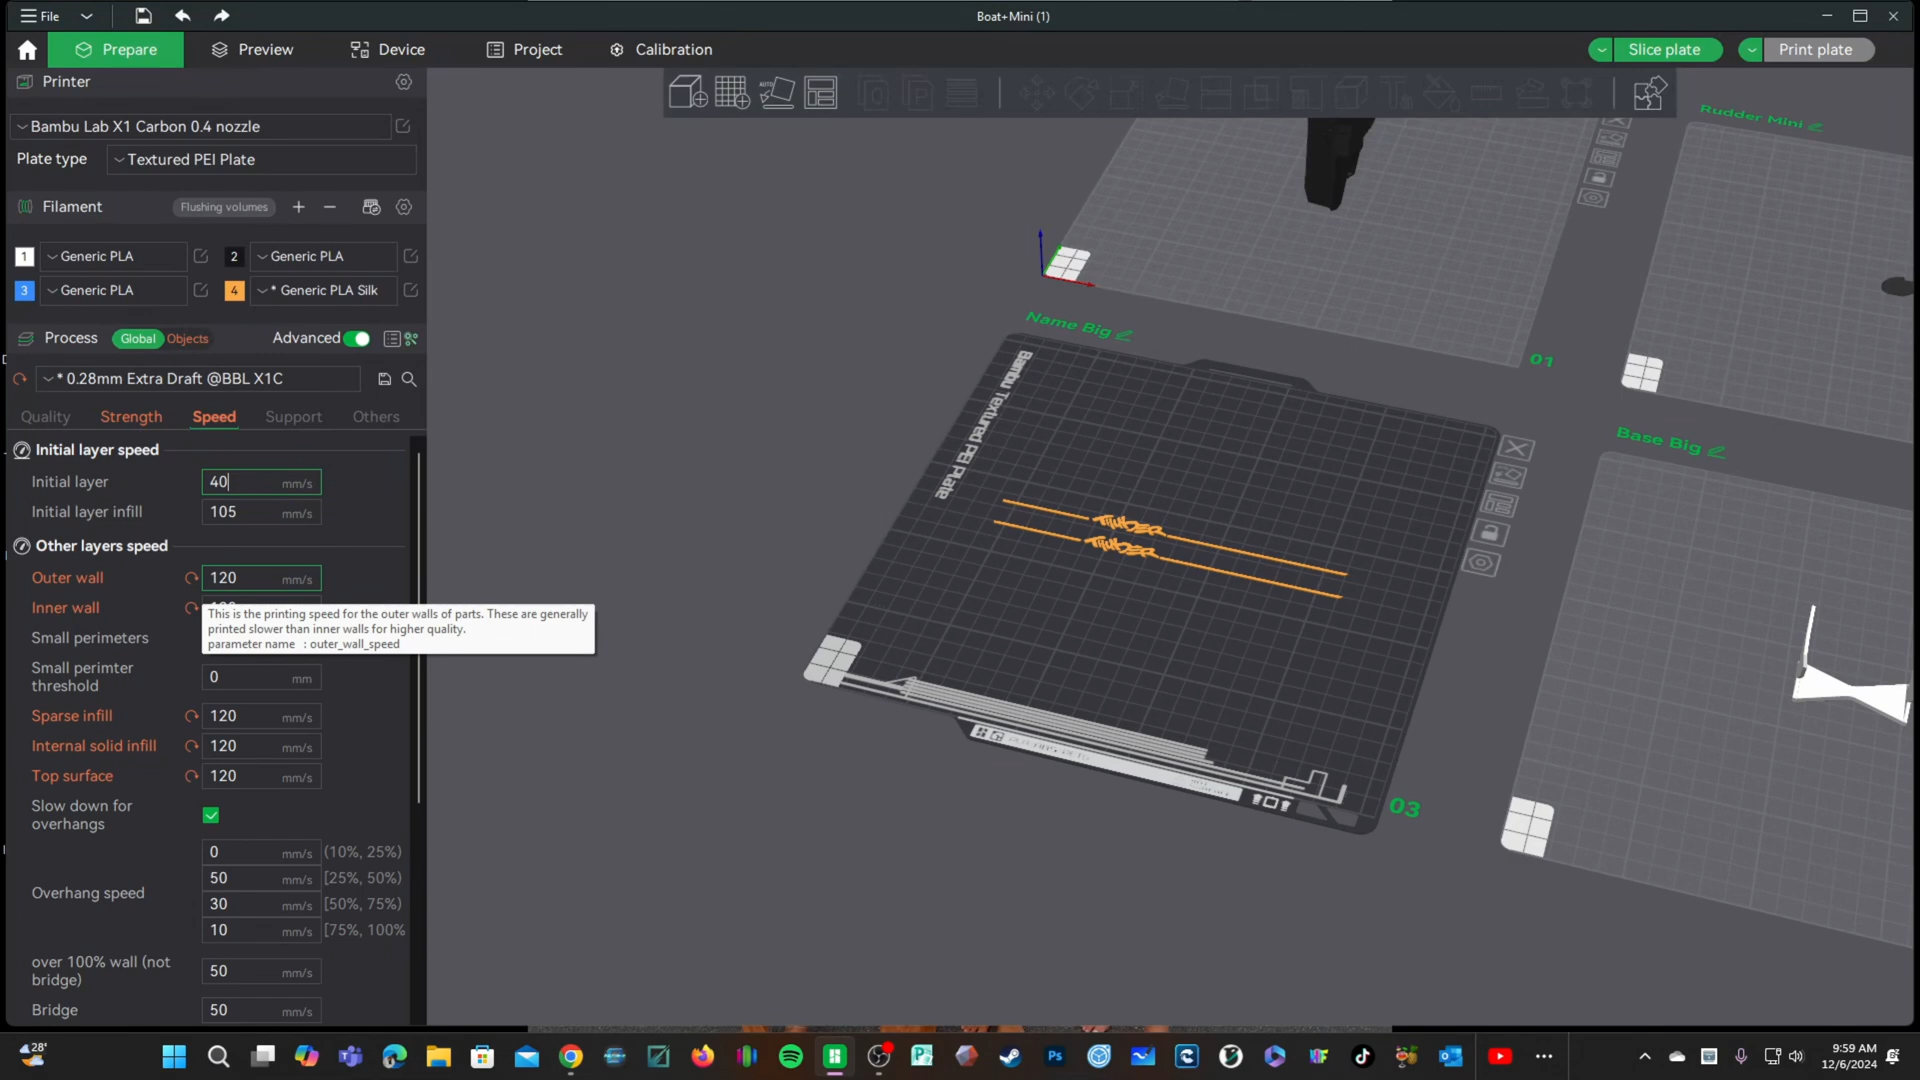 File
Boat+Mini (1)
Prepare
Preview
Device
Project
Calibration
Slice plate
Print plate
Printer
Bambu Lab X1 Carbon 0.4 nozzle
Plate type
Textured PEI Plate
Filament
Flushing volumes
1 Generic PLA
2 Generic PLA
3 Generic PLA
4 * Generic PLA Silk
Process
Global
Objects
Advanced
* 0.28mm Extra Draft @BBL X1C
Quality
Strength
Speed
Support
Others
Initial layer speed
Initial layer 40 mm/s
Initial layer infill 105 mm/s
Other layers speed
Outer wall 120 mm/s
Inner wall
This is the printing speed for the outer walls of parts. These are generally
printed slower than inner walls for higher quality.
parameter name : outer_wall_speed
Small perimeters
Small perimter
threshold
0 mm
Sparse infill 120 mm/s
Internal solid infill 120 mm/s
Top surface 120 mm/s
Slow down for
overhangs
Overhang speed
0 mm/s (10%, 25%)
50 mm/s [25%, 50%)
30 mm/s [50%, 75%)
10 mm/s [75%, 100%
over 100% wall (not
bridge)
50 mm/s
Bridge 50 mm/s
AUTO
Rudder Mini
01
Name Big
Bambu Textured PEI Plate
THUNDER
THUNDER
03
Base Big
28°
9:59 AM
12/6/2024